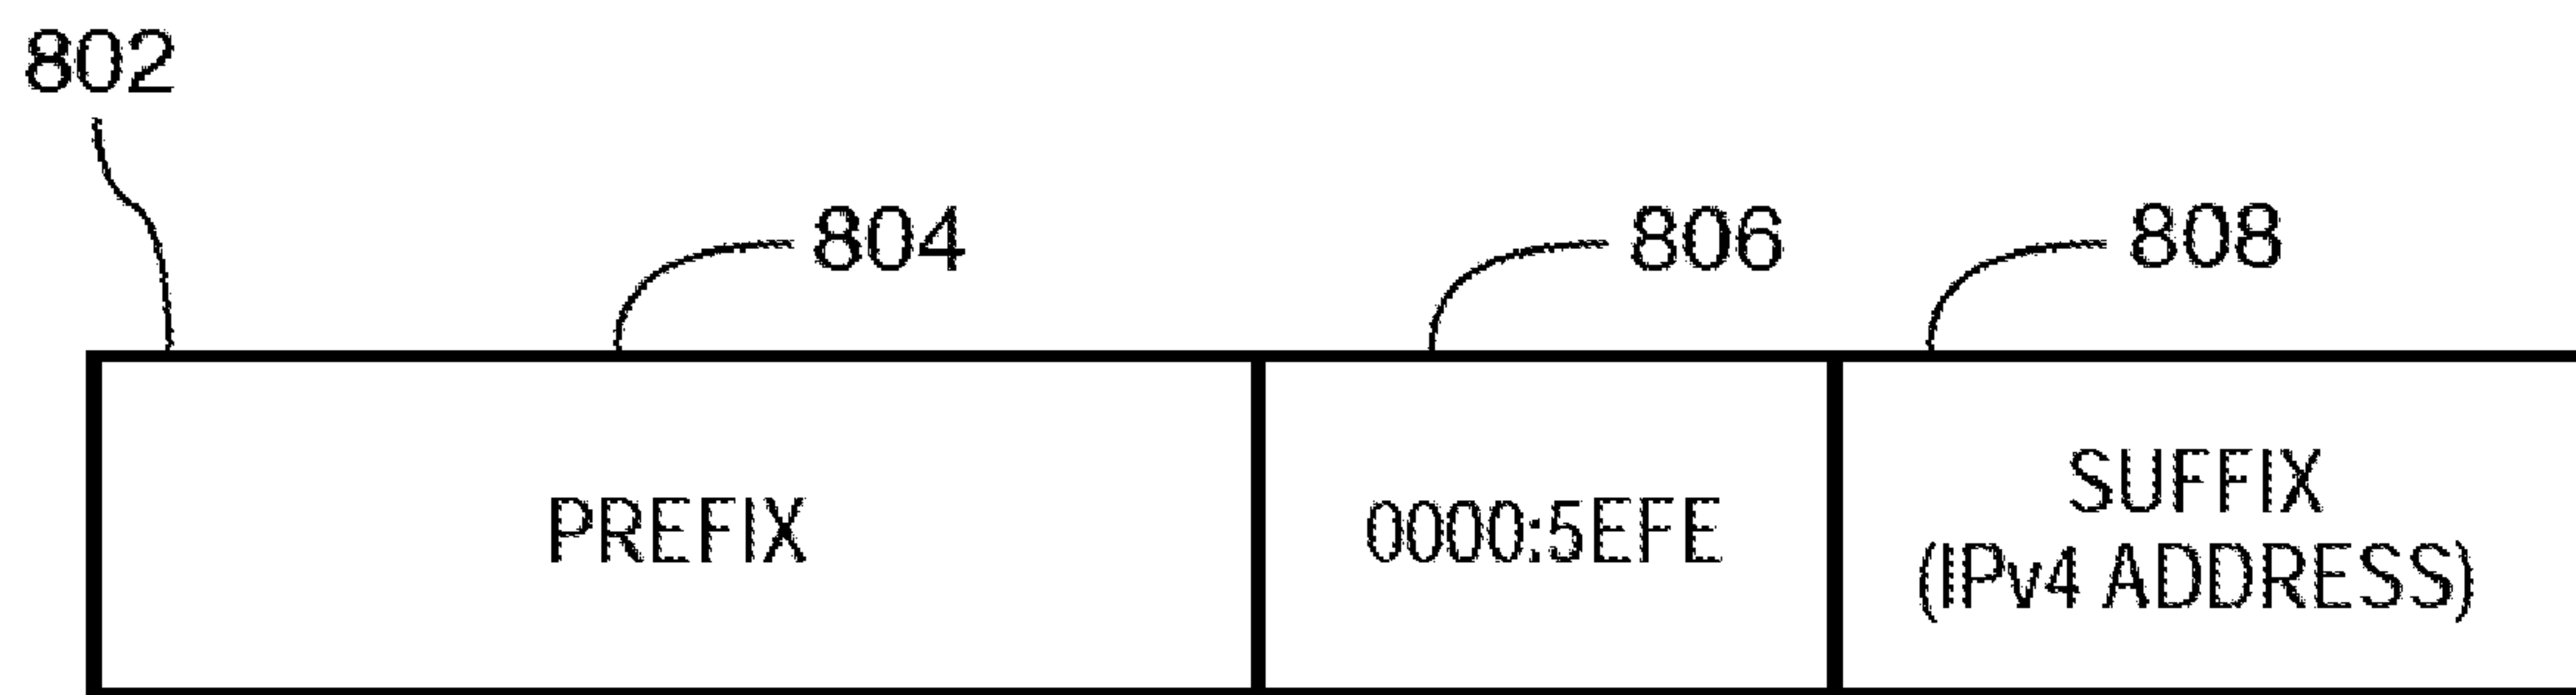 802
804
806
808
PREFIX
0000:5EFE
SUFFIX
(IPv4 ADDRESS)